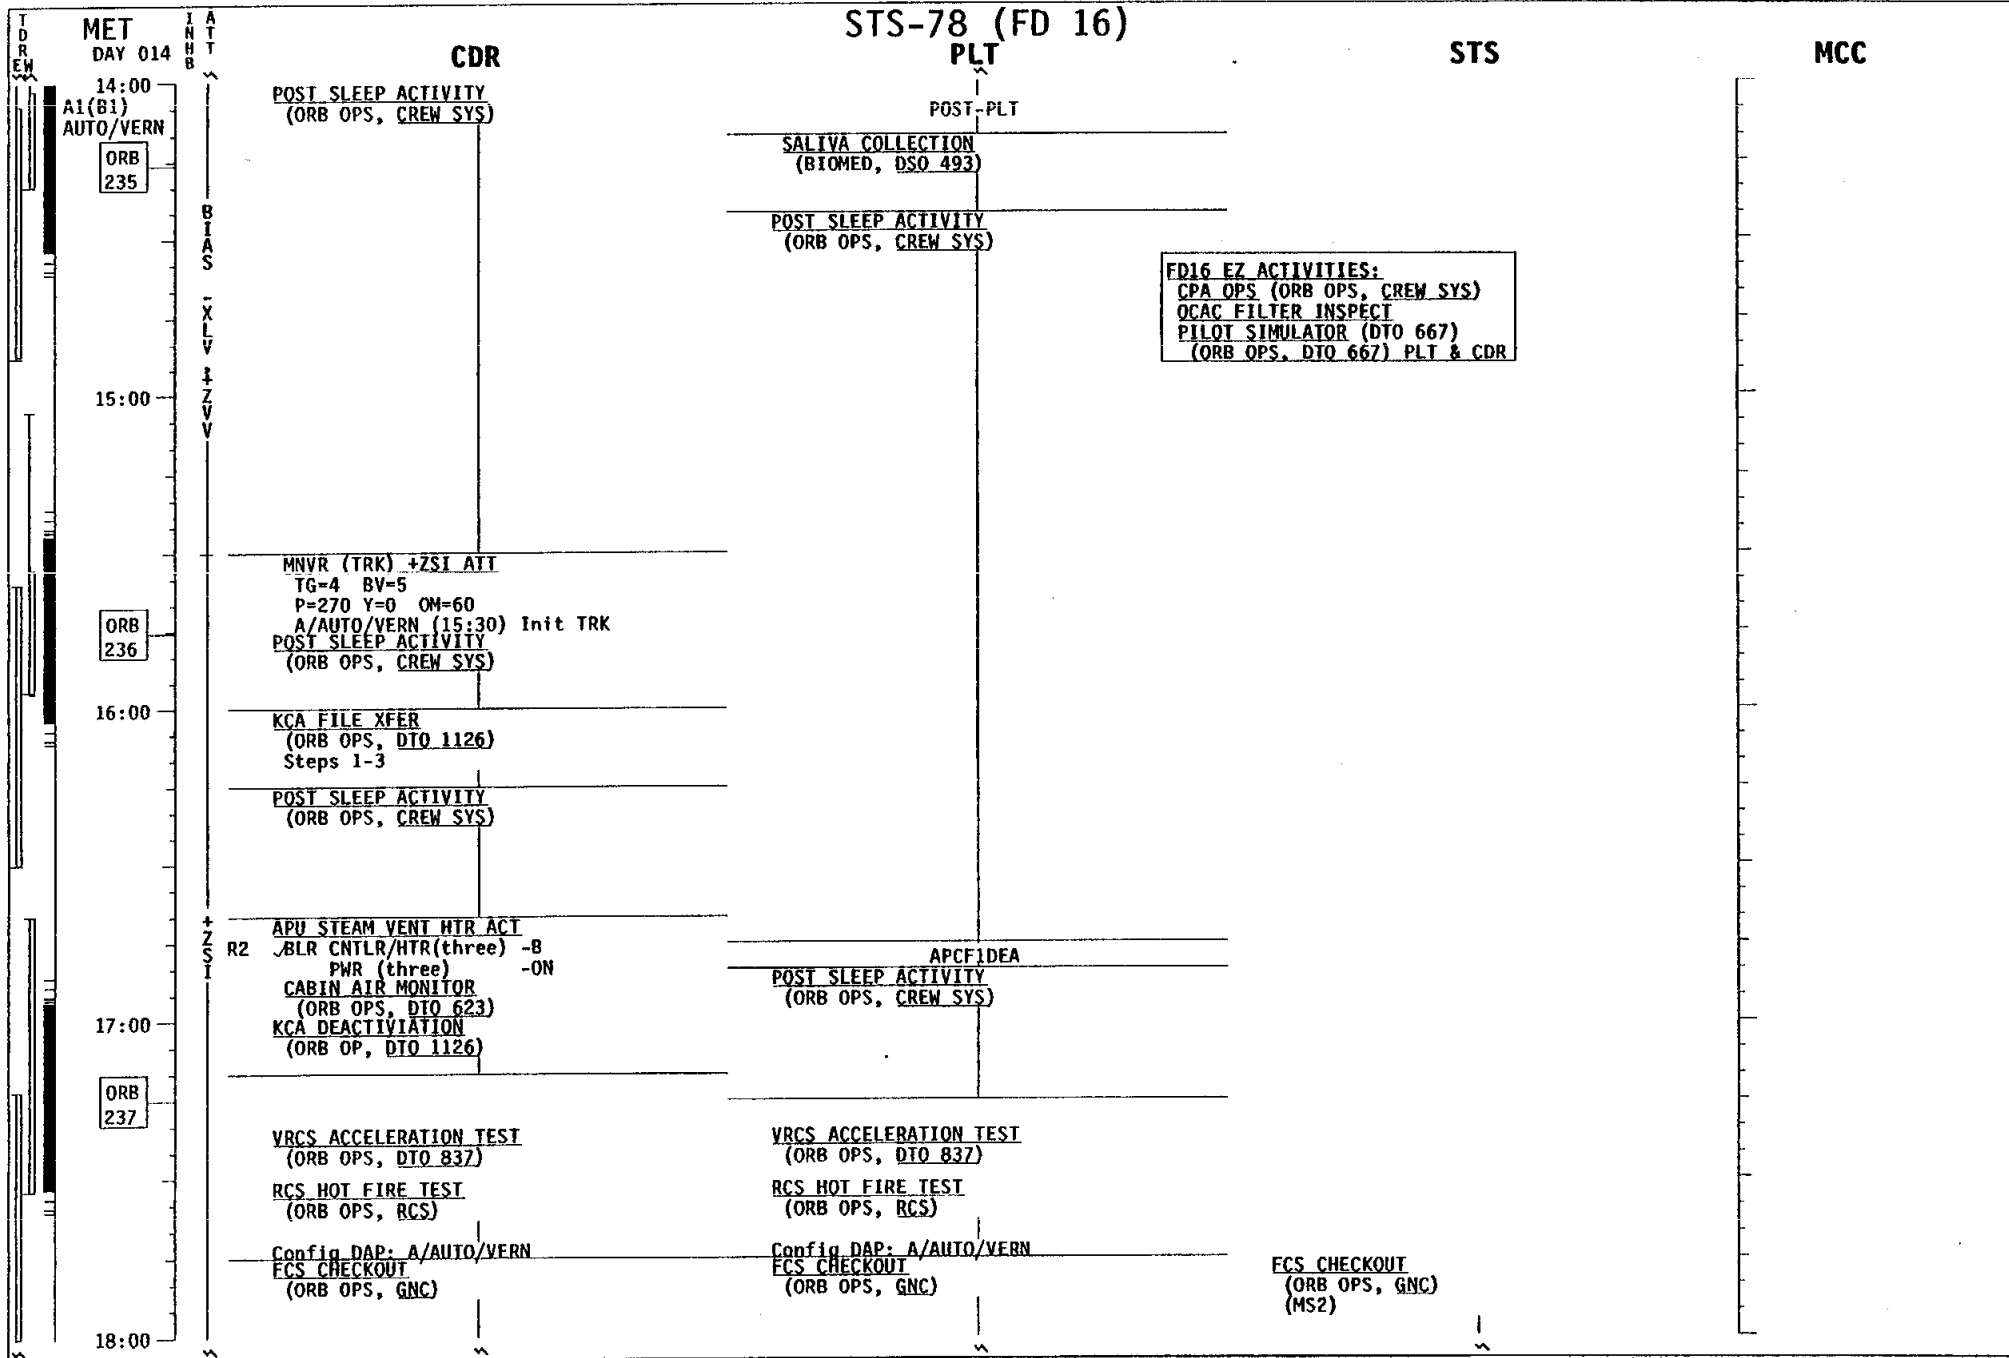 STS-78 (FD 16)
TDRE W
MET
DAY 014
INHB
ATT
CDR
PLT
STS
MCC
14:00
A1(B1)
AUTO/VERN
ORB
235
15:00
ORB
236
16:00
17:00
ORB
237
18:00
BIAS -XLV +ZVV
+ZSI
POST SLEEP ACTIVITY
(ORB OPS, CREW SYS)
MNVR (TRK) +ZSI ATT
TG=4 BV=5
P=270 Y=0 OM=60
A/AUTO/VERN (15:30) Init TRK
POST SLEEP ACTIVITY
(ORB OPS, CREW SYS)
KCA FILE XFER
(ORB OPS, DTO 1126)
Steps 1-3
POST SLEEP ACTIVITY
(ORB OPS, CREW SYS)
APU STEAM VENT HTR ACT
R2 ✓BLR CNTLR/HTR(three) -B
PWR (three) -ON
CABIN AIR MONITOR
(ORB OPS, DTO 623)
KCA DEACTIVIATION
(ORB OP, DTO 1126)
VRCS ACCELERATION TEST
(ORB OPS, DTO 837)
RCS HOT FIRE TEST
(ORB OPS, RCS)
Config DAP: A/AUTO/VERN
FCS CHECKOUT
(ORB OPS, GNC)
POST-PLT
SALIVA COLLECTION
(BIOMED, DSO 493)
POST SLEEP ACTIVITY
(ORB OPS, CREW SYS)
APCF1DEA
POST SLEEP ACTIVITY
(ORB OPS, CREW SYS)
VRCS ACCELERATION TEST
(ORB OPS, DTO 837)
RCS HOT FIRE TEST
(ORB OPS, RCS)
Config DAP: A/AUTO/VERN
FCS CHECKOUT
(ORB OPS, GNC)
FD16 EZ ACTIVITIES:
CPA OPS (ORB OPS, CREW SYS)
OCAC FILTER INSPECT
PILOT SIMULATOR (DTO 667)
(ORB OPS, DTO 667) PLT & CDR
FCS CHECKOUT
(ORB OPS, GNC)
(MS2)